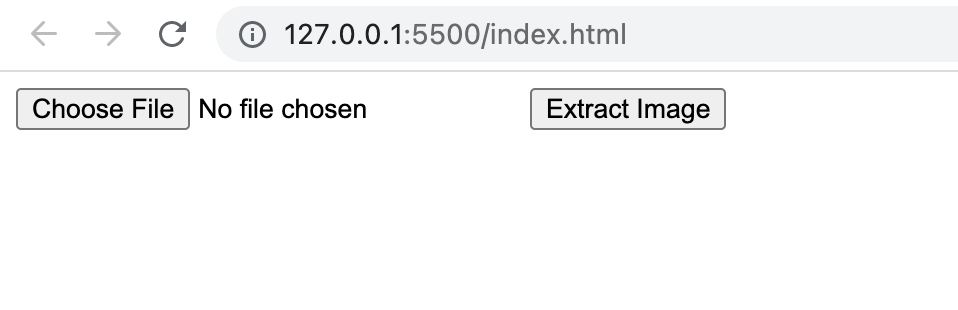 127.0.0.1:5500/index.html
Choose File No file chosen Extract Image